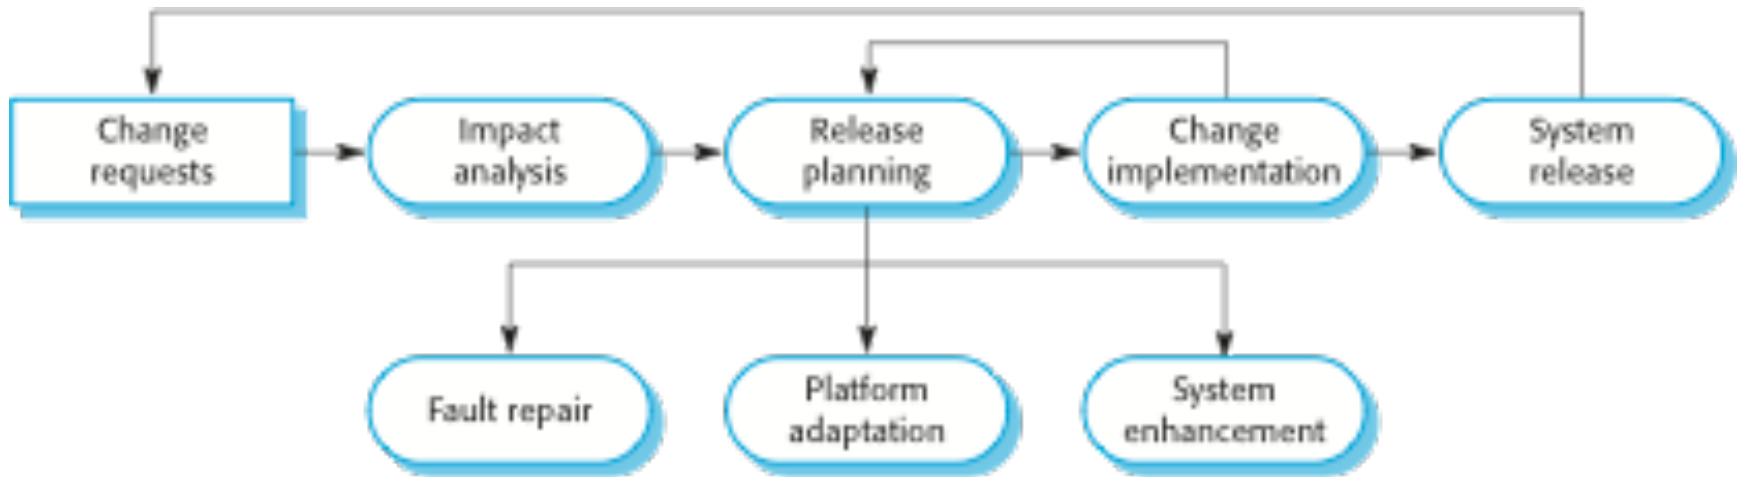 Change
requests
Impact
analysis
Release
planning
Change
implementation
System
release
Fault repair
Platform
adaptation
System
enhancement